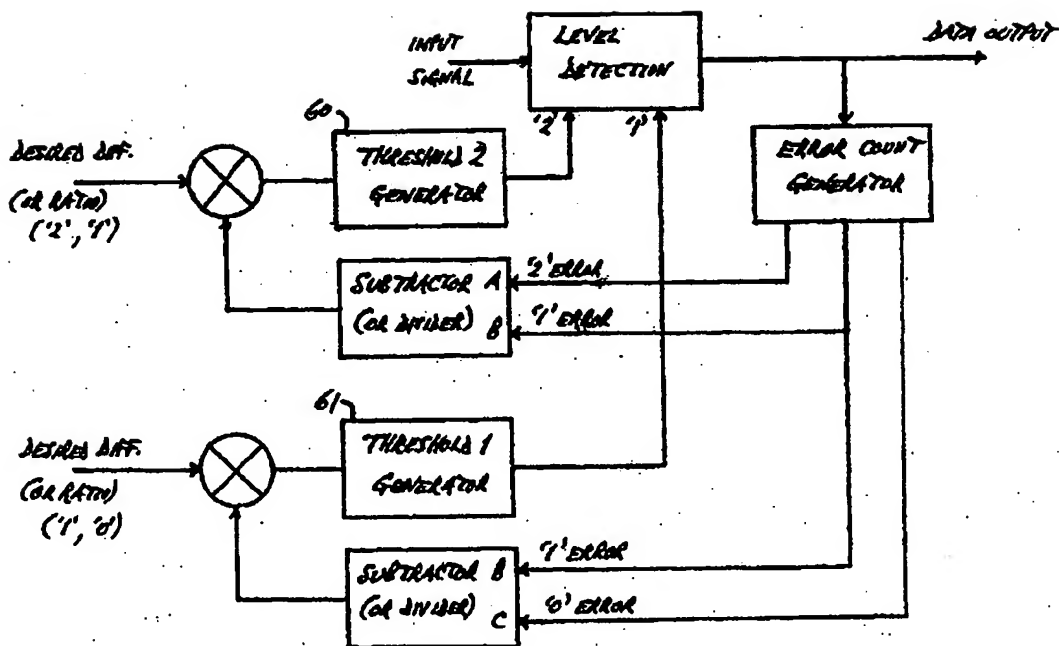 INPUT
SIGNAL
LEVEL
DETECTION
DATA OUTPUT
'2'
'1'
60
DESIRED DIFF.
(OR RATIO)
('2', '1')
THRESHOLD 2
GENERATOR
ERROR COUNT
GENERATOR
SUBTRACTOR A
(OR DIVIDER)
B
'2' ERROR
'1' ERROR
61
DESIRED DIFF.
(OR RATIO)
('1', '0')
THRESHOLD 1
GENERATOR
SUBTRACTOR B
(OR DIVIDER)
C
'1' ERROR
'0' ERROR